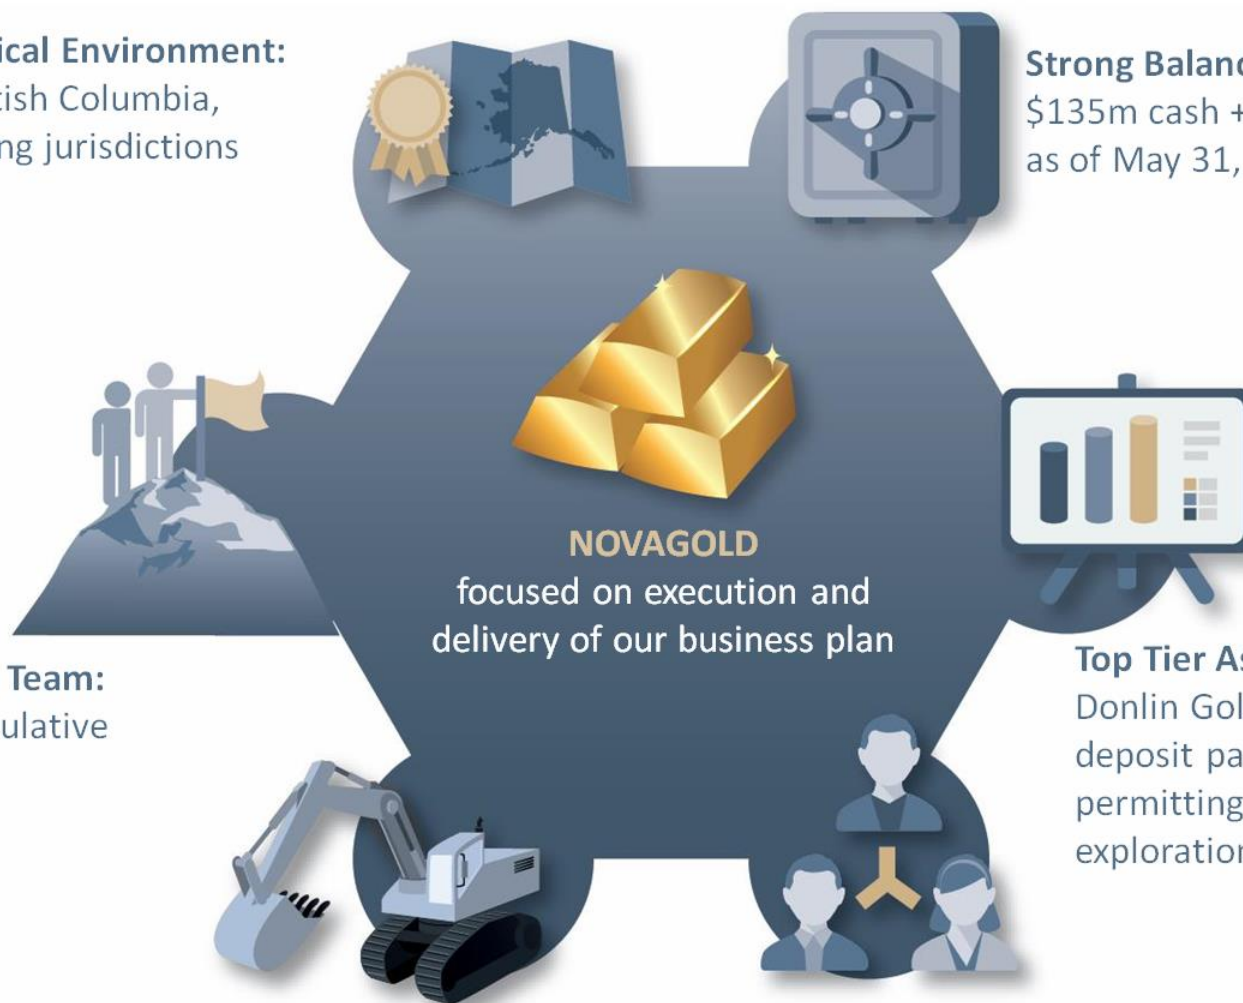 ical Environment:
tish Columbia,
ng jurisdictions
Strong Balanc
$135m cash +
as of May 31,
NOVAGOLD
focused on execution and
delivery of our business plan
Team:
ulative
Top Tier As
Donlin Gol
deposit pa
permitting
exploration